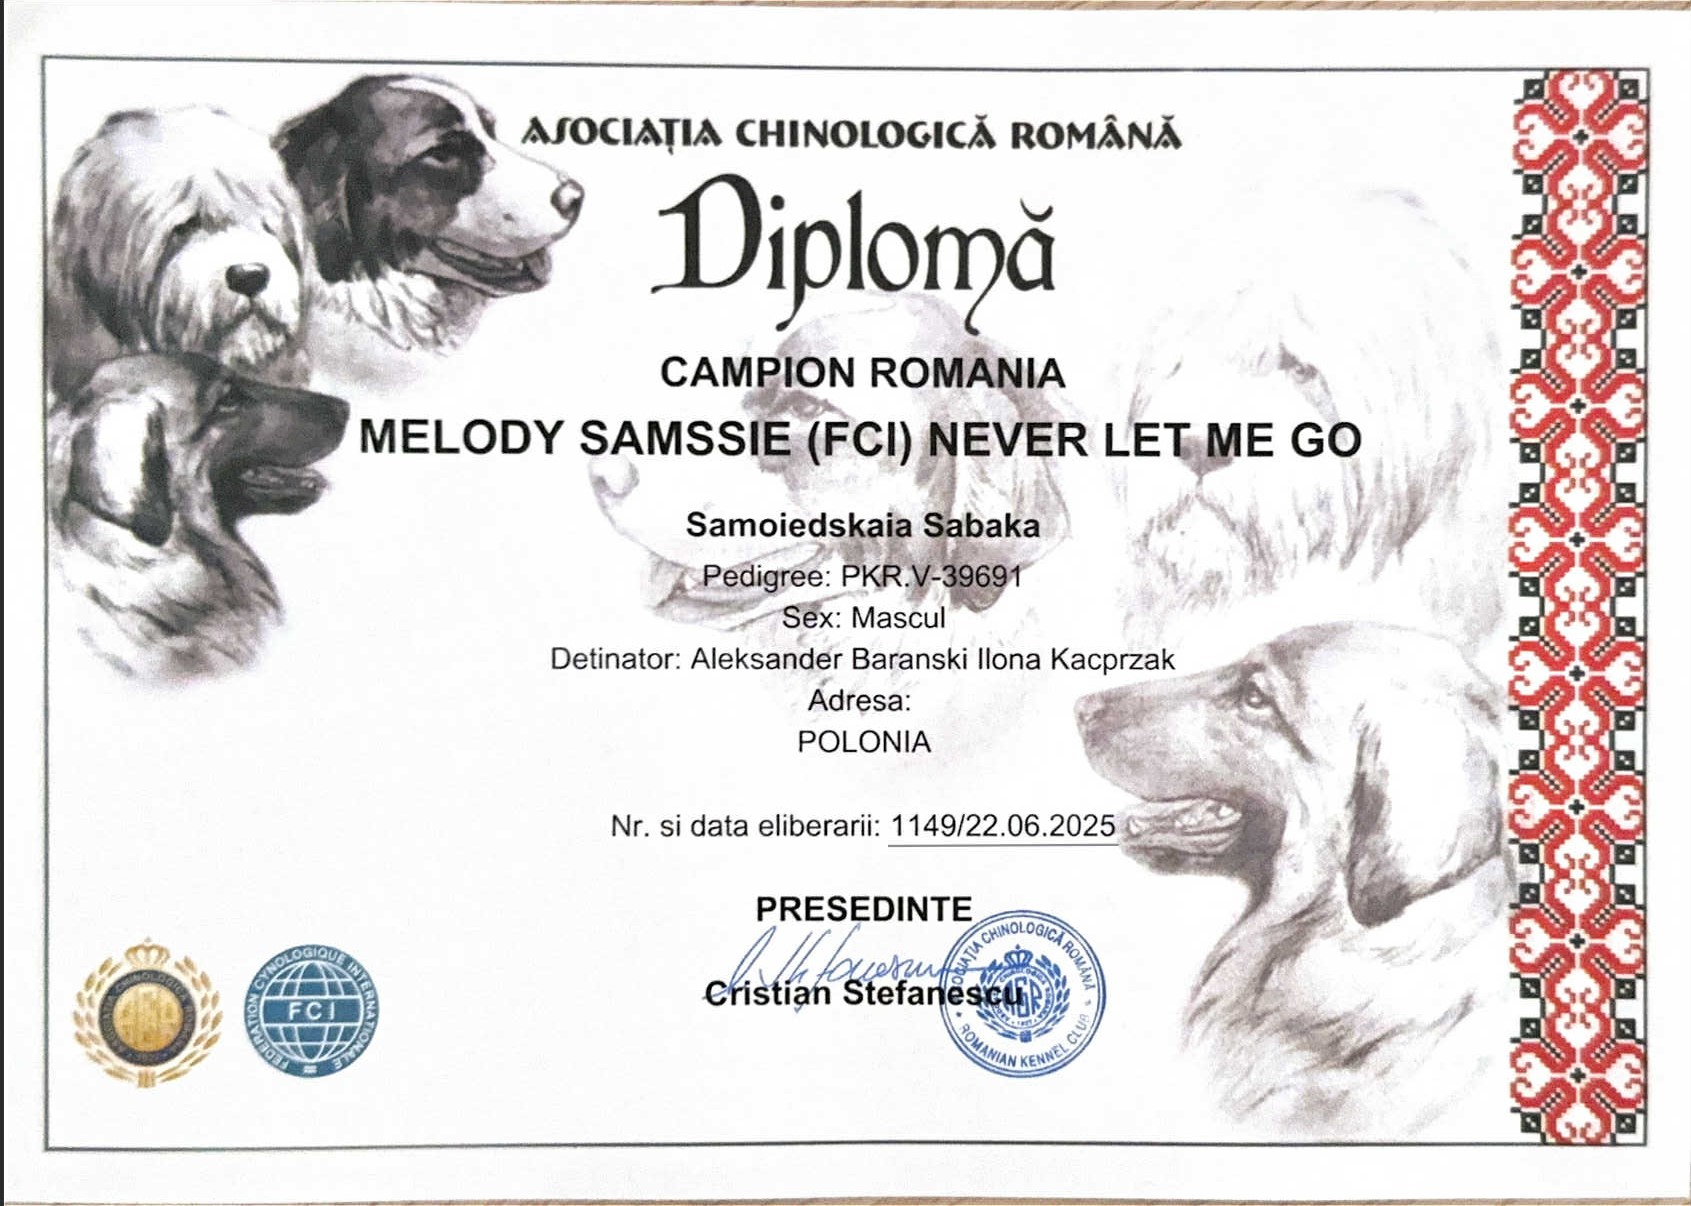 ASOCIAȚIA CHINOLOGICĂ ROMÂNĂ
Diplomă
CAMPION ROMANIA
MELODY SAMSSIE (FCI) NEVER LET ME GO
Samoiedskaia Sabaka
Pedigree: PKR.V-39691
Sex: Mascul
Detinator: Aleksander Baranski Ilona Kacprzak
Adresa:
POLONIA
Nr. si data eliberarii: 1149/22.06.2025
PRESEDINTE
Cristian Stefanescu
ASOCIAȚIA CHINOLOGICĂ ROMÂNĂ
ROMANIAN KENNEL CLUB
FEDERATION CYNOLOGIQUE INTERNATIONALE
FCI